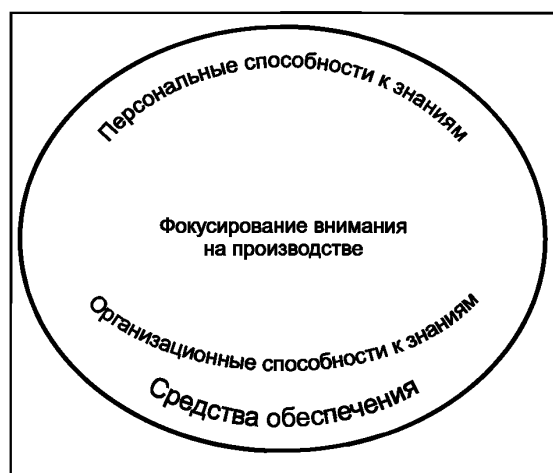 Персональные способности к знаниям
Фокусирование внимания
на производстве
Организационные способности к знаниям
Средства обеспечения